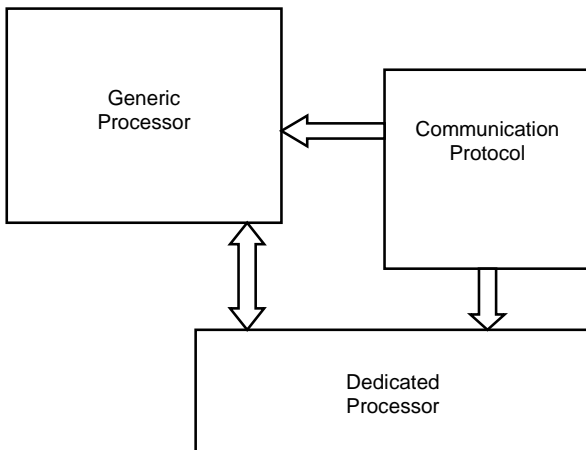 Generic
Processor
Communication
Protocol
Dedicated
Processor